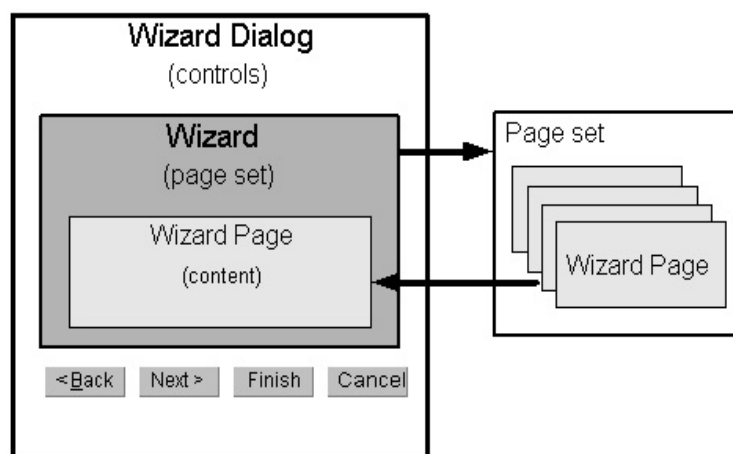 Wizard Dialog
(controls)
Wizard
(page set)
Wizard Page
(content)
< Back
Next >
Finish
Cancel
Page set
Wizard Page